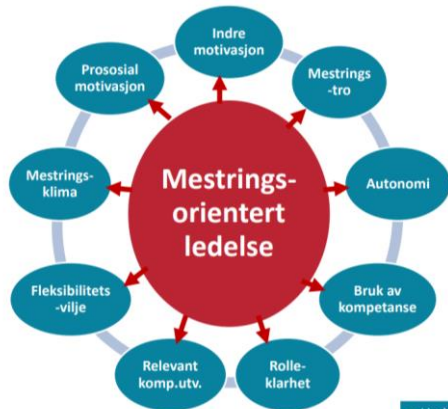 Indre
motivasjon
Mestrings
-tro
Autonomi
Bruk av
kompetanse
Rolle-
klarhet
Relevant
komp.utv.
Fleksibilitets
-vilje
Mestrings-
klima
Prososial
motivasjon
Mestrings-
orientert
ledelse